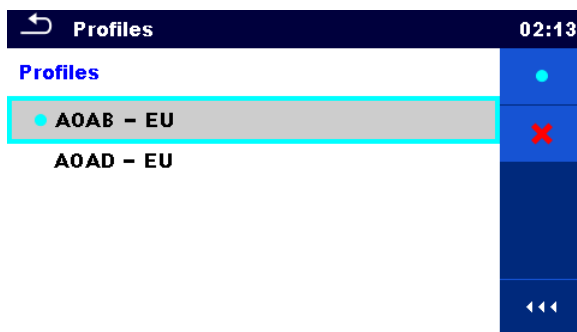 Profiles 02:13
Profiles
A0AB – EU
A0AD – EU